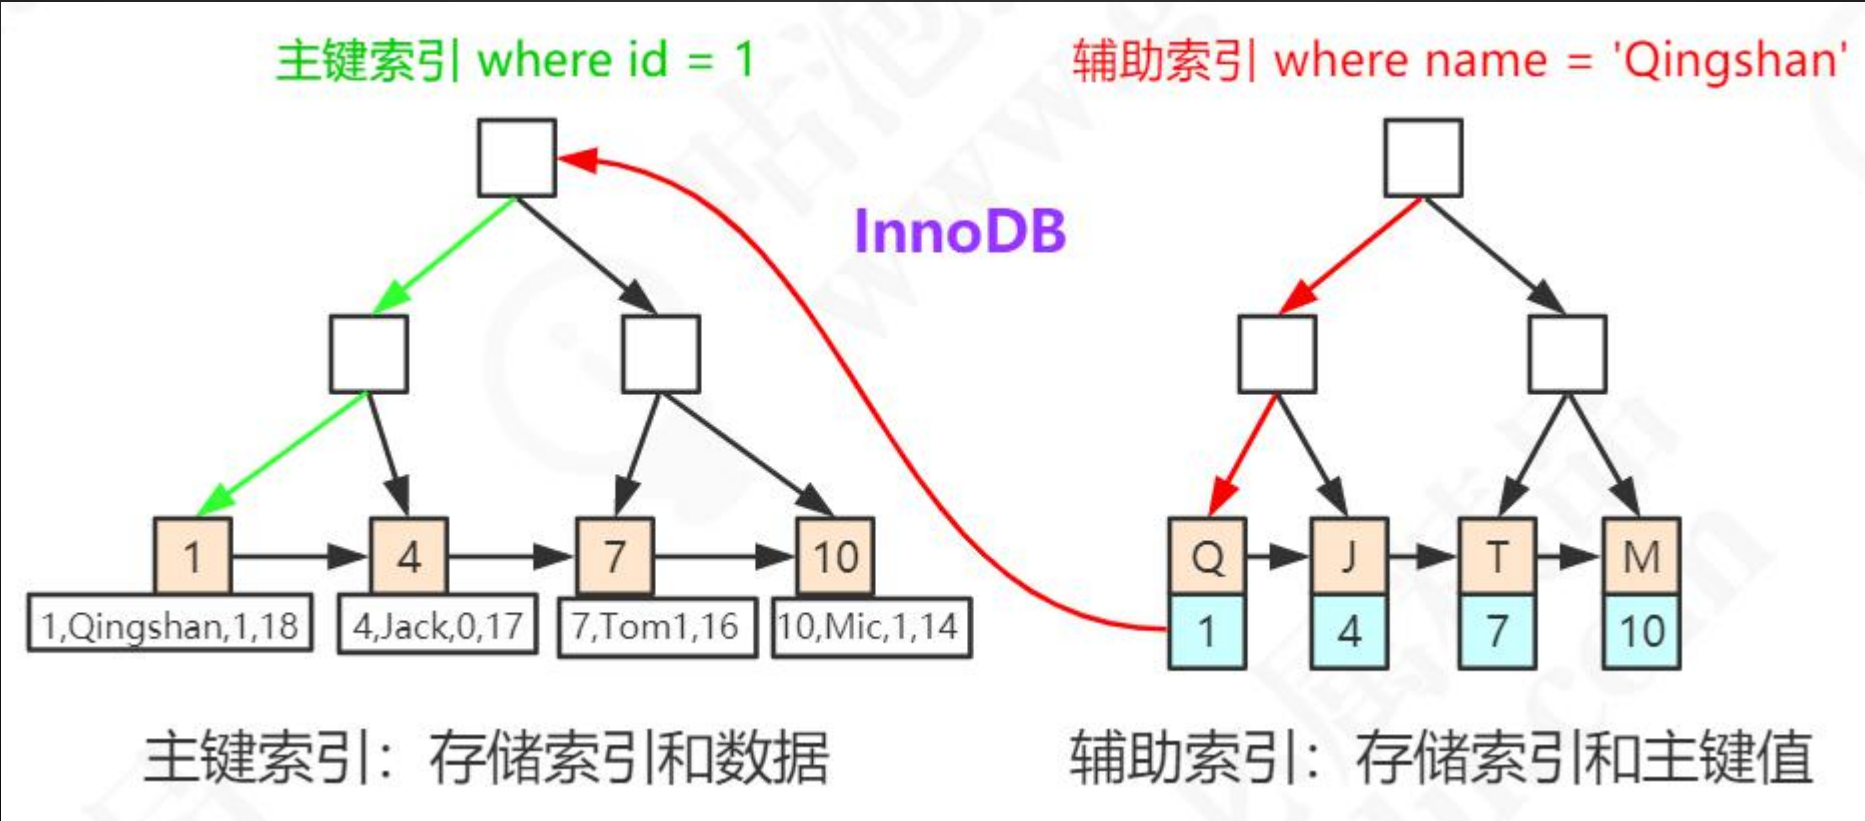 主键索引 where id = 1
辅助索引 where name = 'Qingshan'
InnoDB
1
4
7
10
1,Qingshan,1,18
4,Jack,0,17
7,Tom1,16
10,Mic,1,14
Q
J
T
M
1
4
7
10
主键索引：存储索引和数据
辅助索引：存储索引和主键值